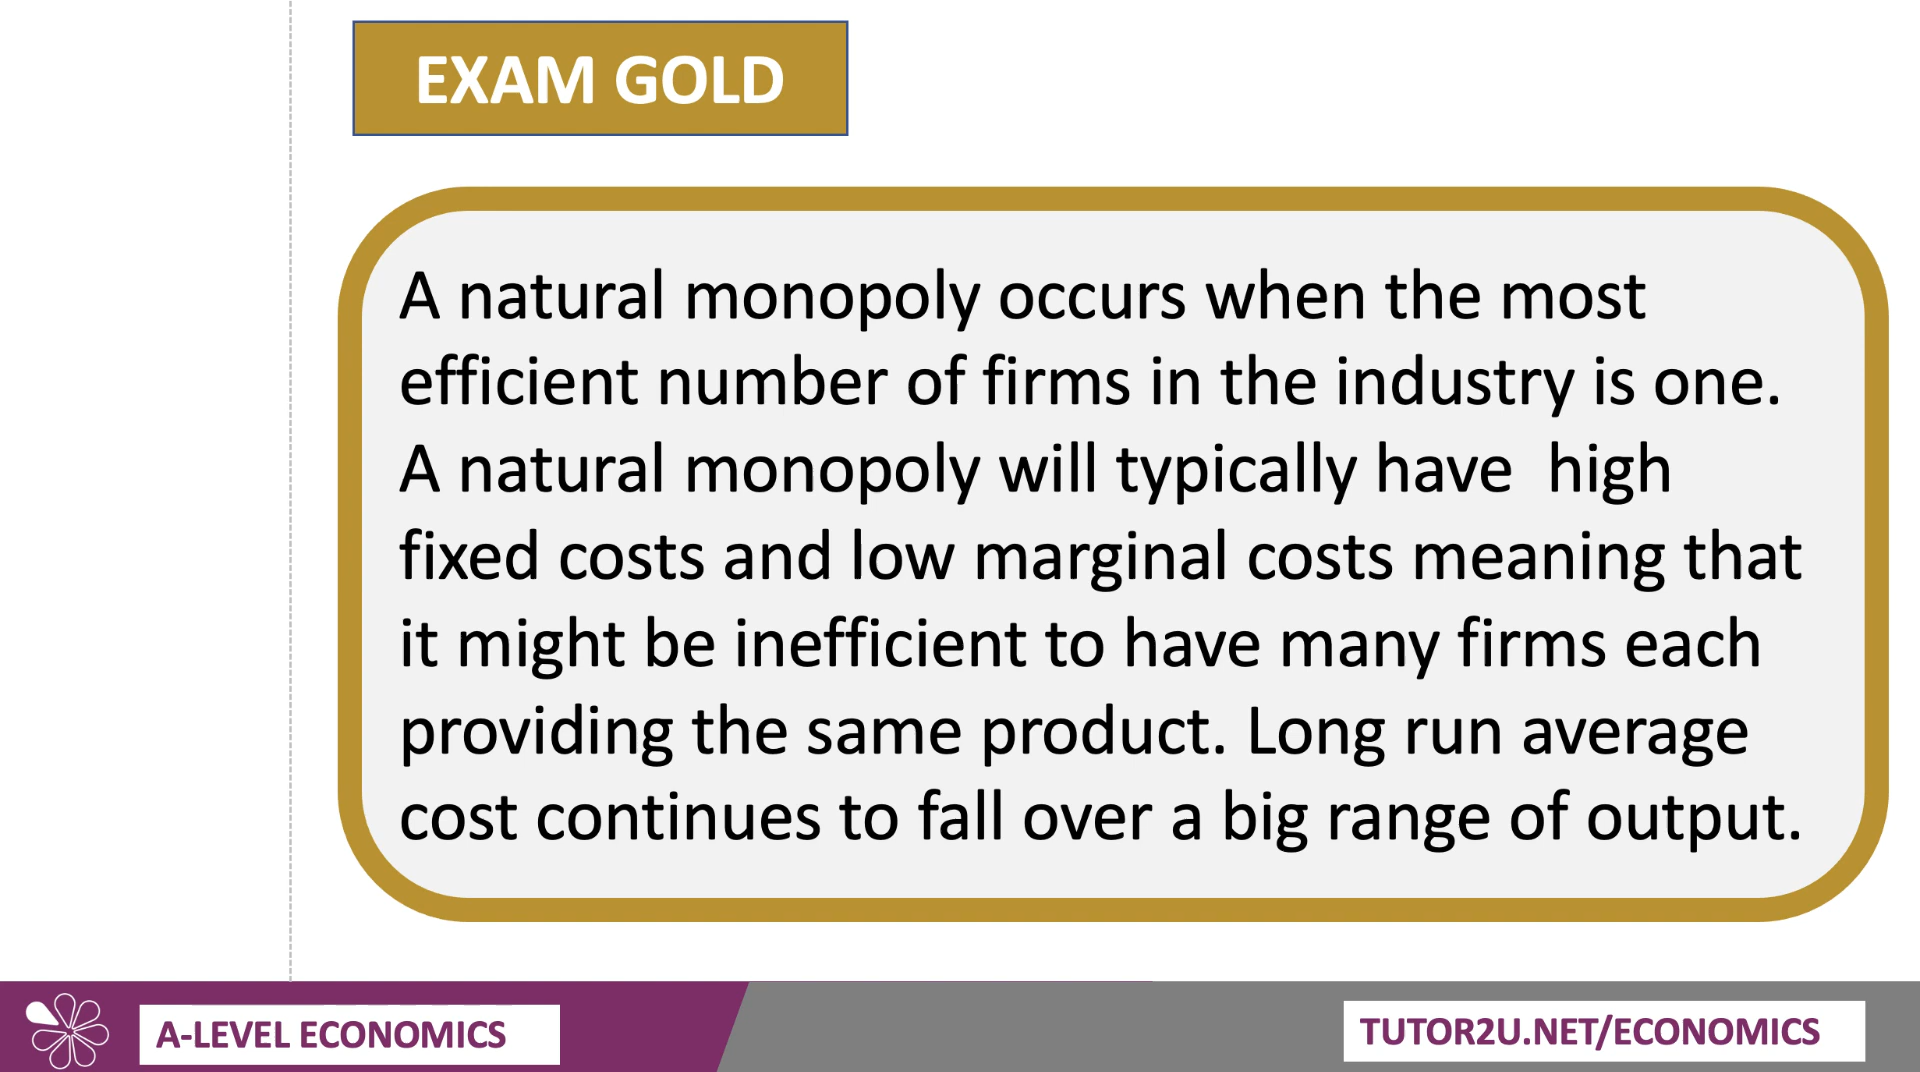 EXAM GOLD
A natural monopoly occurs when the most
efficient number of firms in the industry is one.
A natural monopoly will typically have  high
fixed costs and low marginal costs meaning that
it might be inefficient to have many firms each
providing the same product. Long run average
cost continues to fall over a big range of output.
A-LEVEL ECONOMICS
TUTOR2U.NET/ECONOMICS